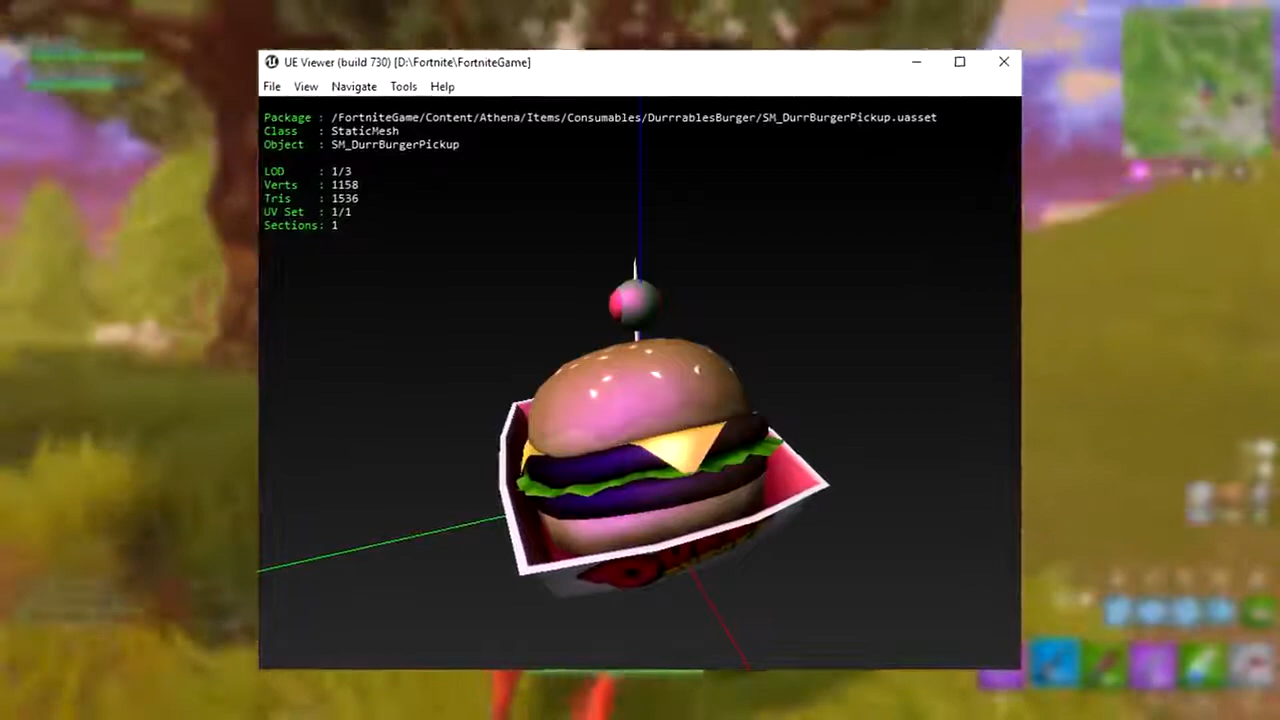 UE Viewer (build 730) [D:\Fortnite\FortniteGame]
File View Navigate Tools Help
Package : /FortniteGame/Content/Athena/Items/Consumables/DurrrablesBurger/SM_DurrBurgerPickup.uasset
Class : StaticMesh
Object : SM_DurrBurgerPickup
LOD : 1/3
Verts : 1158
Tris : 1536
UV Set : 1/1
Sections: 1